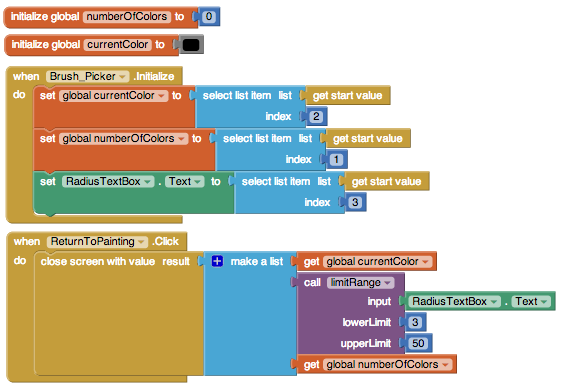 initialize global numberOfColors to 0
initialize global currentColor to
when Brush_Picker .Initialize
do set global currentColor to select list item list get start value
index 2
set global numberOfColors to select list item list get start value
index 1
set RadiusTextBox . Text to select list item list get start value
index 3
when ReturnToPainting .Click
do close screen with value result make a list get global currentColor
call limitRange
input RadiusTextBox . Text
lowerLimit 3
upperLimit 50
get global numberOfColors